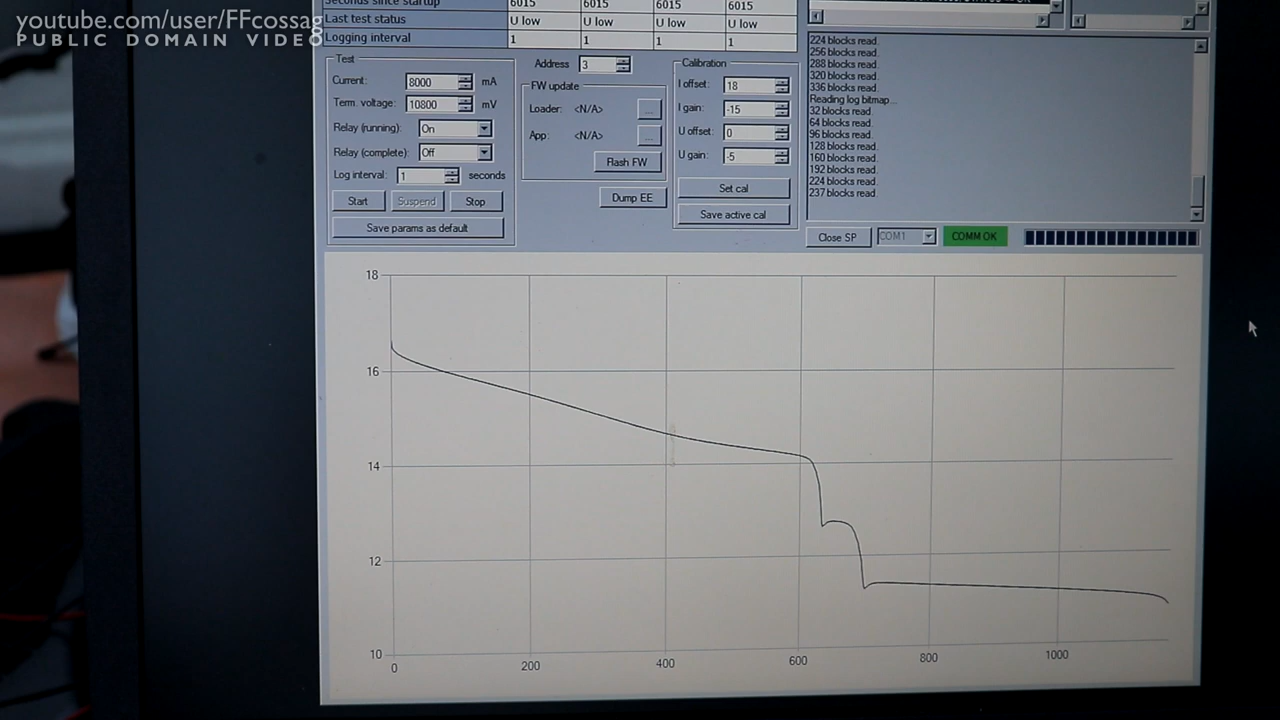 youtube.com/user/FFcossag
PUBLIC DOMAIN VIDEO
Seconds since startup 6015 6015 6015 6015
Last test status U low U low U low U low
Logging interval 1 1 1 1
Test
Current: 8000 mA
Term. voltage: 10800 mV
Relay (running): On
Relay (complete): Off
Log interval: 1 seconds
Start Suspend Stop
Save params as default
Address 3
FW update
Loader: <N/A> ...
App: <N/A> ...
Flash FW
Dump EE
Calibration
I offset: 18
I gain: -15
U offset: 0
U gain: -5
Set cal
Save active cal
224 blocks read.
256 blocks read.
288 blocks read.
320 blocks read.
336 blocks read.
Reading log bitmap...
32 blocks read.
64 blocks read.
96 blocks read.
128 blocks read.
160 blocks read.
192 blocks read.
224 blocks read.
237 blocks read.
Close SP COM1 COMM OK
18
16
14
12
10
0 200 400 600 800 1000